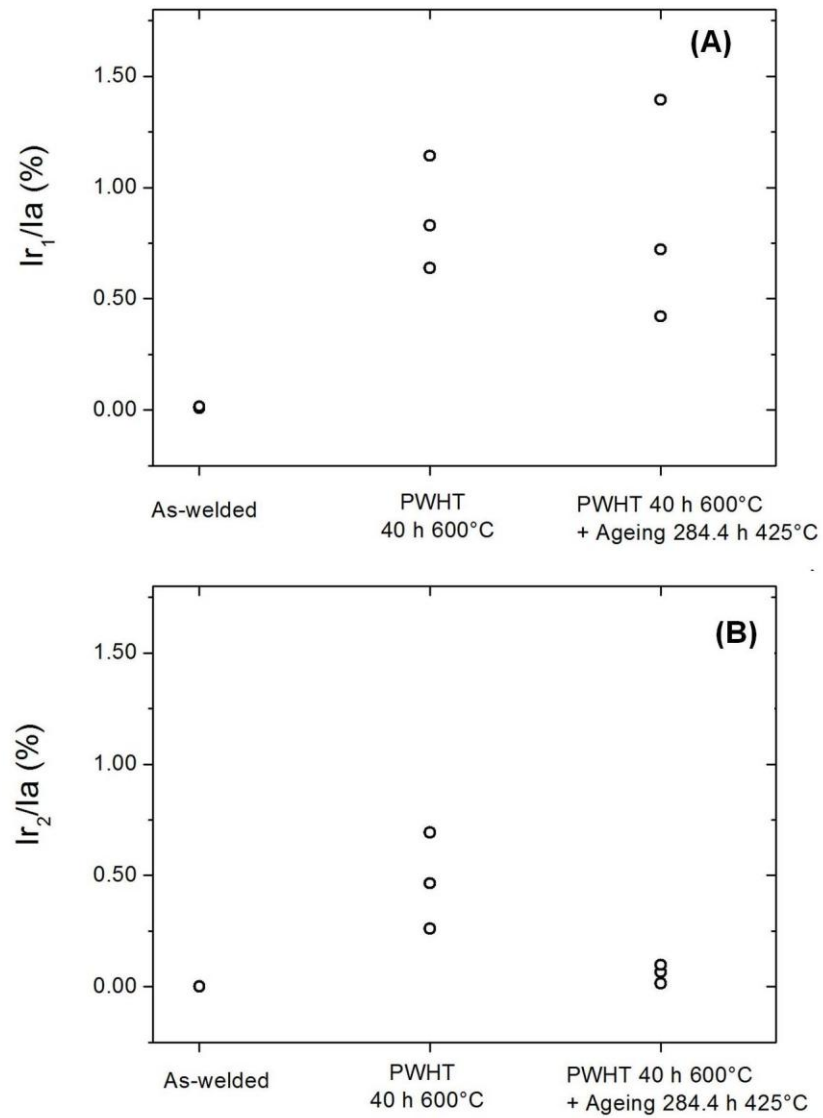 (A)
1.50
1.00
0.50
0.00
Ir₁/Ia (%)
As-welded
PWHT
40 h 600°C
PWHT 40 h 600°C
+ Ageing 284.4 h 425°C
(B)
1.50
1.00
0.50
0.00
Ir₂/Ia (%)
As-welded
PWHT
40 h 600°C
PWHT 40 h 600°C
+ Ageing 284.4 h 425°C